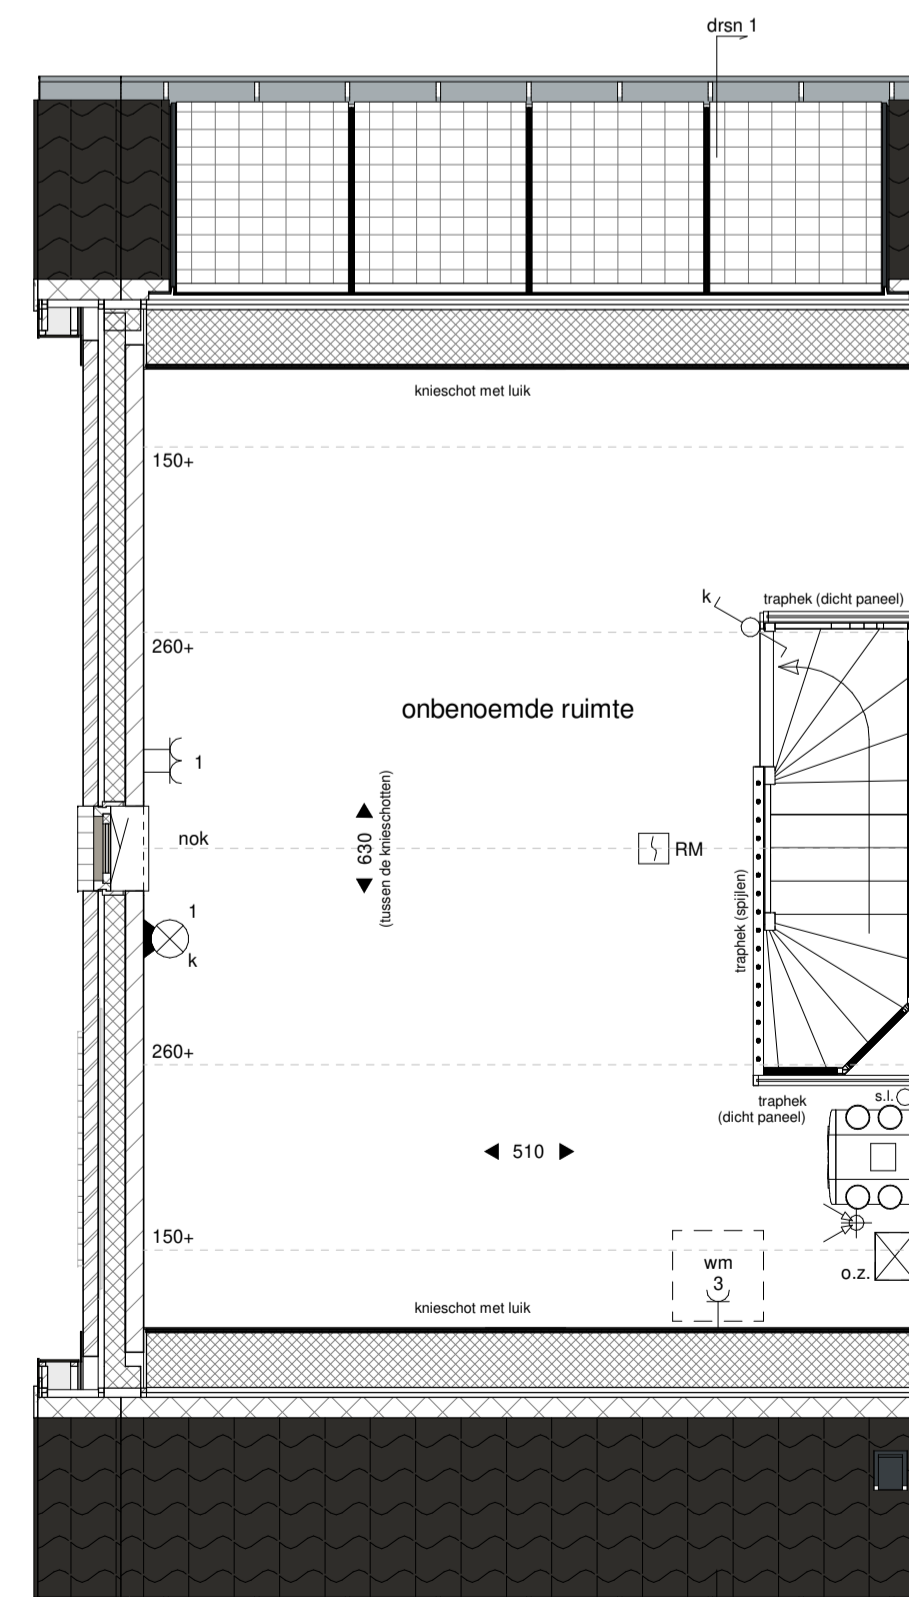 drsn 1
knieschot met luik
150+
k
traphek (dicht paneel)
260+
onbenoemde ruimte
1
nok
630
(tussen de knieschotten)
RM
traphek (spijlen)
1
k
260+
s.l.
traphek
(dicht paneel)
510
150+
wm
3
o.z.
knieschot met luik